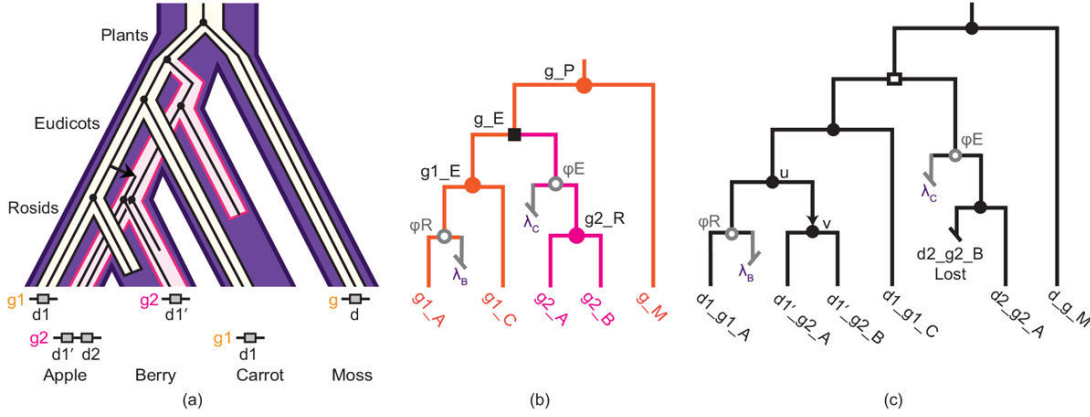 Plants
Eudicots
Rosids
g1
d1
g2
d1′
g
d
g2
d1′ d2
g1
d1
Apple Berry Carrot Moss
(a)
g_P
g_E
g1_E
φE
φR
λC
g2_R
λB
g1_A
g1_C
g2_A
g2_B
g_M
(b)
φE
u
λC
φR
v
λB
d2_g2_B
Lost
d1_g1_A
d1′_g2_A
d1′_g2_B
d1_g1_C
d2_g2_A
d_g_M
(c)